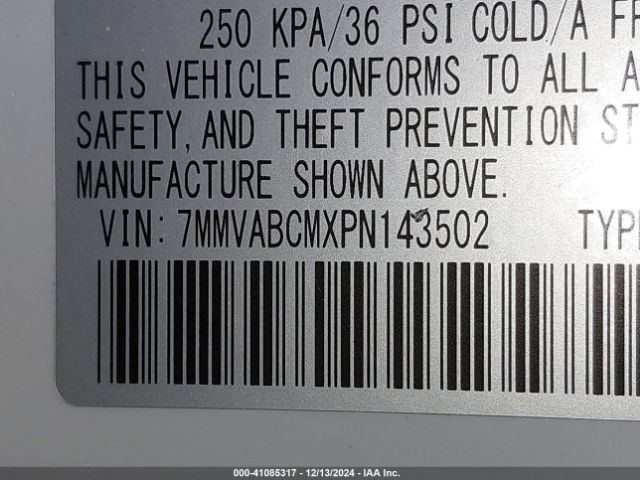 250 KPA/36 PSI COLD/A
THIS VEHICLE CONFORMS TO ALL
SAFETY, AND THEFT PREVENTION
MANUFACTURE SHOWN ABOVE.
VIN: 7MMVABCMXPN143502
000-41085317 - 12/13/2024 - IAA Inc.